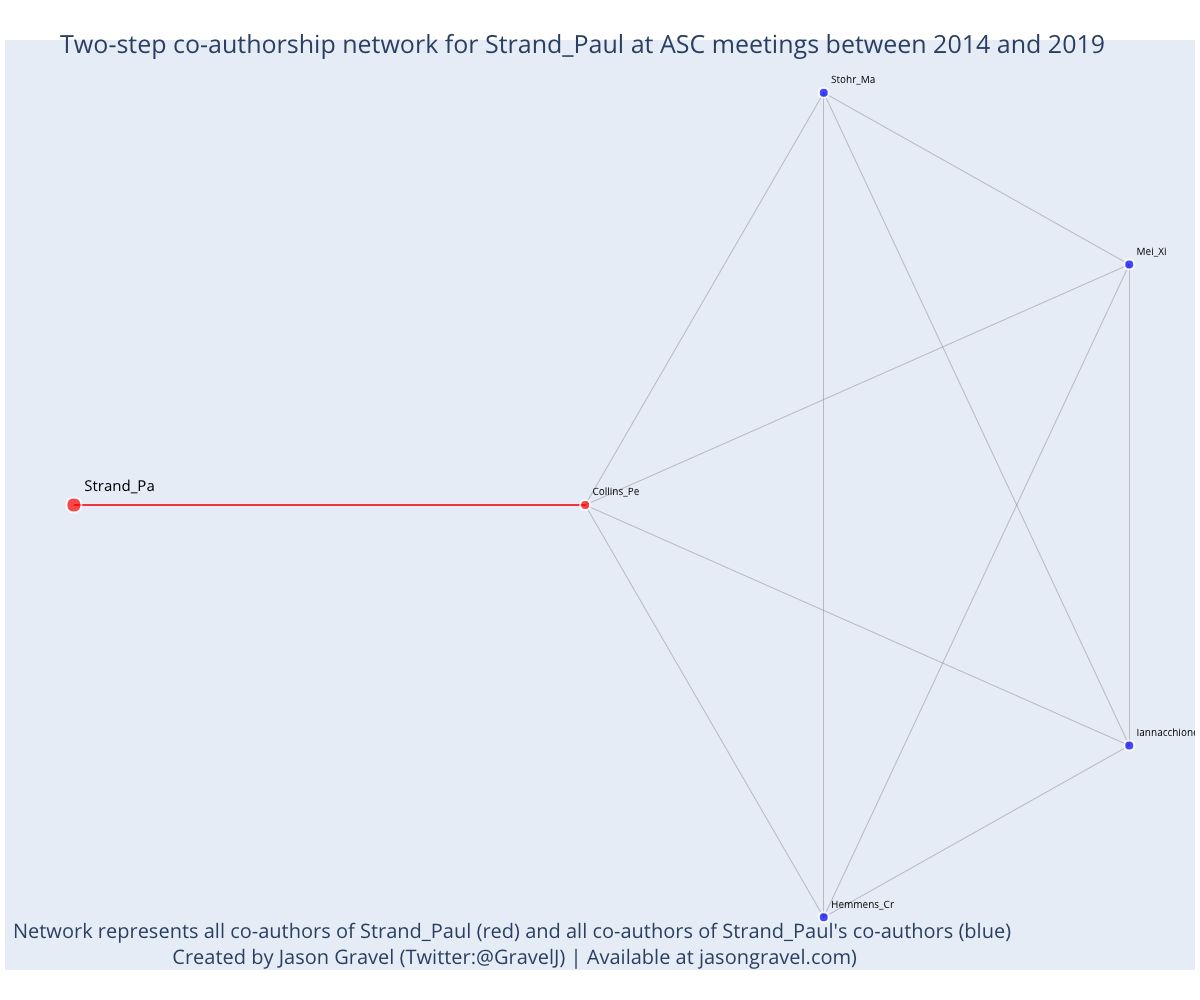 Two-step co-authorship network for Strand_Paul at ASC meetings between 2014 and 2019
Stohr_Ma
Mei_Xi
Strand_Pa
Collins_Pe
Iannacchione
Hemmens_Cr
Network represents all co-authors of Strand_Paul (red) and all co-authors of Strand_Paul's co-authors (blue)
Created by Jason Gravel (Twitter:@GravelJ) | Available at jasongravel.com)